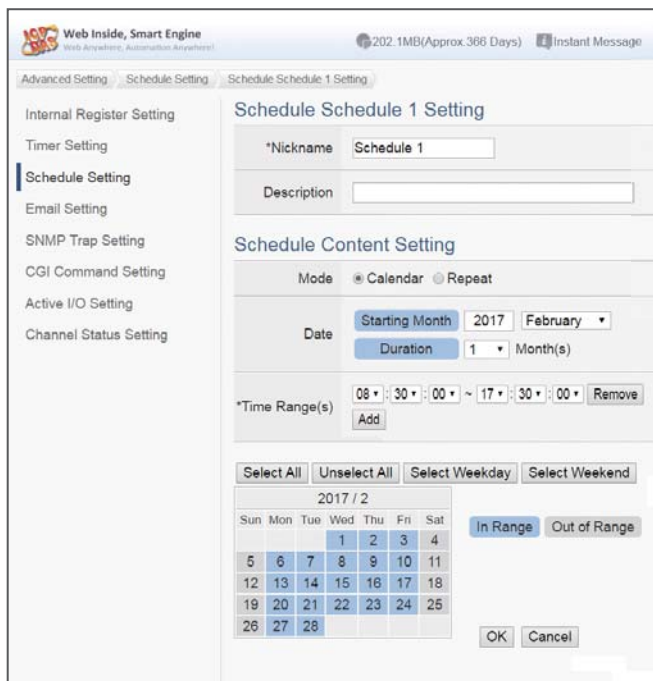 ICP DAS
Web Inside, Smart Engine
Web Anywhere, Automation Anywhere!
202.1MB(Approx.366 Days) Instant Message
Advanced Setting Schedule Setting Schedule Schedule 1 Setting
Internal Register Setting
Timer Setting
Schedule Setting
Email Setting
SNMP Trap Setting
CGI Command Setting
Active I/O Setting
Channel Status Setting
Schedule Schedule 1 Setting
*Nickname Schedule 1
Description
Schedule Content Setting
Mode Calendar Repeat
Date
Starting Month 2017 February
Duration 1 Month(s)
*Time Range(s)
08 : 30 : 00 ~ 17 : 30 : 00 Remove
Add
Select All Unselect All Select Weekday Select Weekend
2017 / 2
Sun Mon Tue Wed Thu Fri Sat
1 2 3 4
5 6 7 8 9 10 11
12 13 14 15 16 17 18
19 20 21 22 23 24 25
26 27 28
In Range Out of Range
OK Cancel